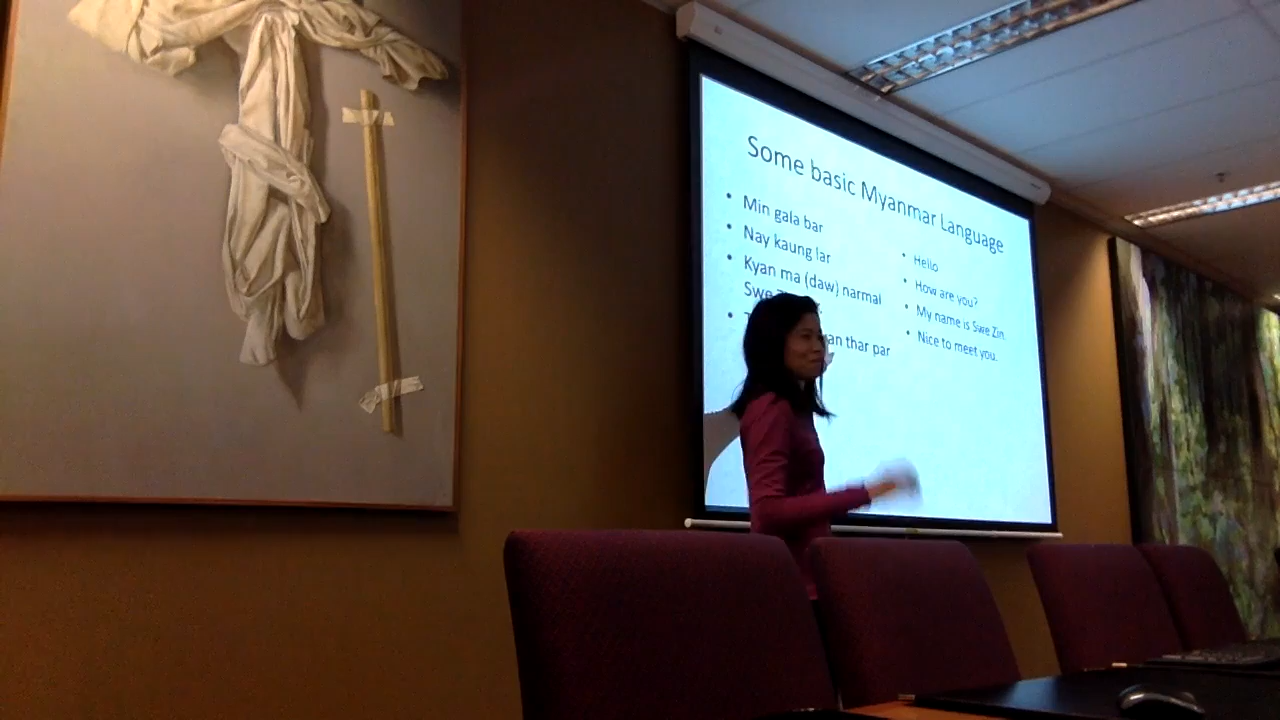 Some basic Myanmar Language
• Min gala bar
• Nay kaung lar
• Kyan ma (daw) narmal
Swe
van thar par
• Hello
• How are you?
• My name is Swe Zin.
• Nice to meet you.